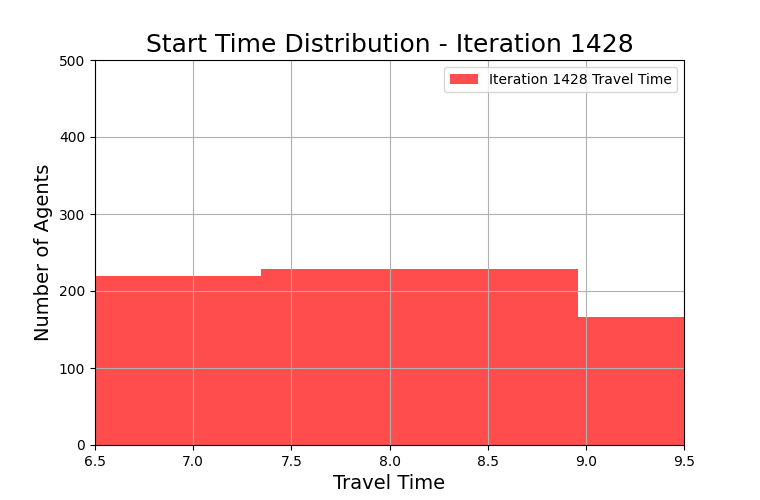 Start Time Distribution - Iteration 1428
Iteration 1428 Travel Time
Number of Agents
500
400
300
200
100
0
6.5 7.0 7.5 8.0 8.5 9.0 9.5
Travel Time